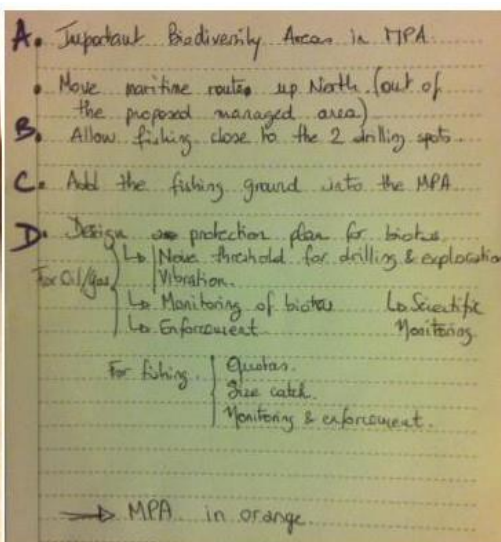 A. Important Biodiversity Areas in MPA
• Move maritime route up North (out of
the proposed managed area)
B. Allow fishing close to the 2 drilling spots.
C. Add the fishing ground into the MPA
D. Design protection plan for biotas
For Oil/gas
↳ Noise threshold for drilling & exploration
Vibration.
↳ Monitoring of biotas ↳ Scientific
↳ Enforcement Monitoring
For fishing
Quotas.
Size catch.
Monitoring & enforcement.
→ MPA in orange.